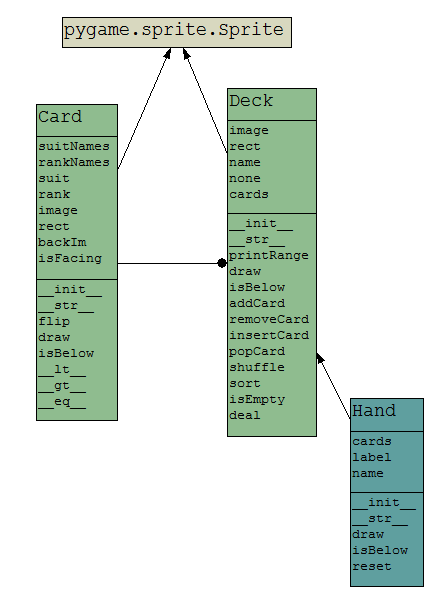 pygame.sprite.Sprite
Card
suitNames
rankNames
suit
rank
image
rect
backIm
isFacing
__init__
__str__
flip
draw
isBelow
__lt__
__gt__
__eq__
Deck
image
rect
name
none
cards
__init__
__str__
printRange
draw
isBelow
addCard
removeCard
insertCard
popCard
shuffle
sort
isEmpty
deal
Hand
cards
label
name
__init__
__str__
draw
isBelow
reset